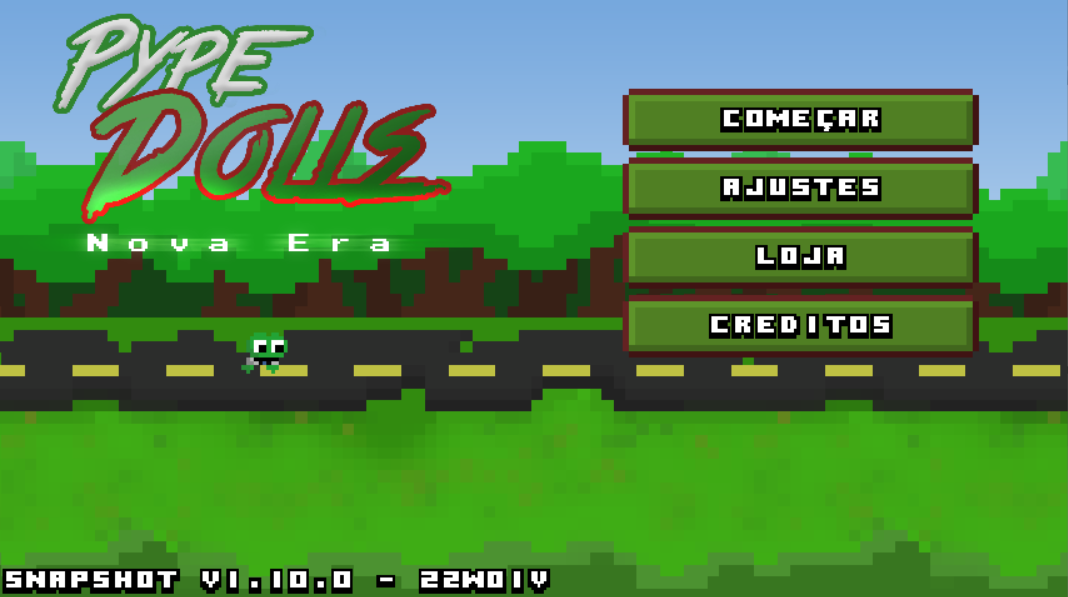 PYPE
DOLLS
Nova Era
COMEÇAR
AJUSTES
LOJA
CREDITOS
SNAPSHOT V1.10.0 - 22W01V